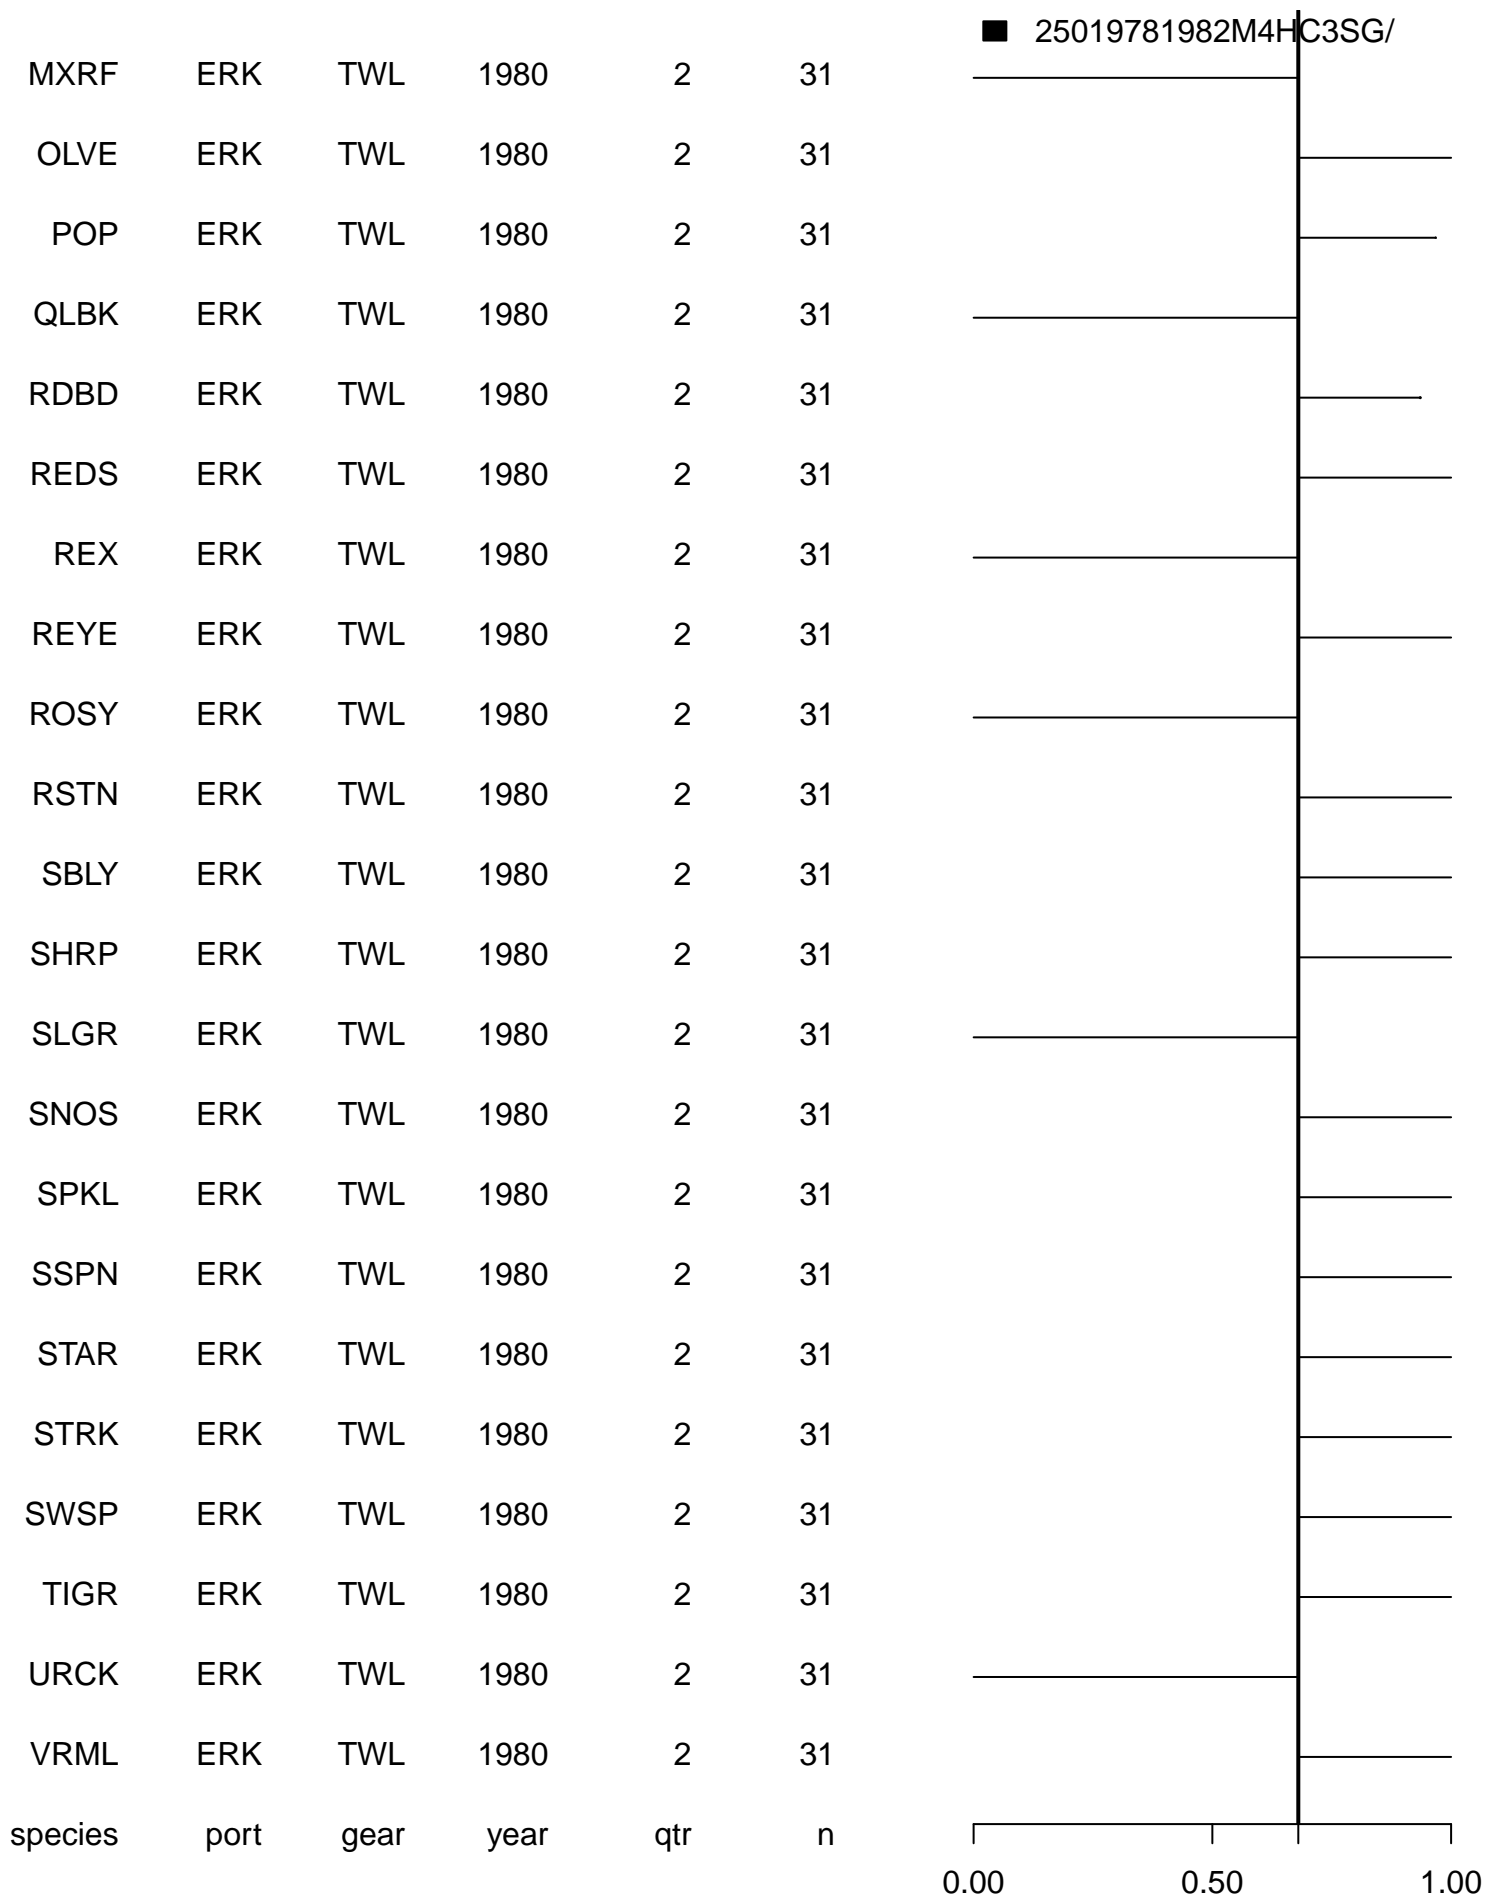 25019781982M4HC3SG/
MXRF ERK TWL 1980 2 31
OLVE ERK TWL 1980 2 31
POP ERK TWL 1980 2 31
QLBK ERK TWL 1980 2 31
RDBD ERK TWL 1980 2 31
REDS ERK TWL 1980 2 31
REX ERK TWL 1980 2 31
REYE ERK TWL 1980 2 31
ROSY ERK TWL 1980 2 31
RSTN ERK TWL 1980 2 31
SBLY ERK TWL 1980 2 31
SHRP ERK TWL 1980 2 31
SLGR ERK TWL 1980 2 31
SNOS ERK TWL 1980 2 31
SPKL ERK TWL 1980 2 31
SSPN ERK TWL 1980 2 31
STAR ERK TWL 1980 2 31
STRK ERK TWL 1980 2 31
SWSP ERK TWL 1980 2 31
TIGR ERK TWL 1980 2 31
URCK ERK TWL 1980 2 31
VRML ERK TWL 1980 2 31
species port gear year qtr n
0.00 0.50 1.00